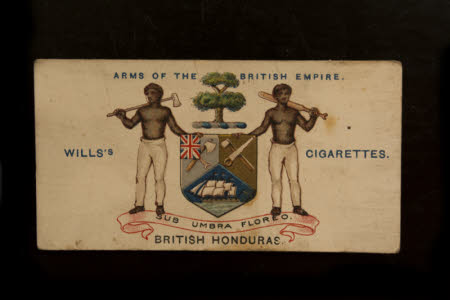 ARMS OF THE BRITISH EMPIRE.
WILLS'S CIGARETTES.
SUB UMBRA FLOREO.
BRITISH HONDURAS.